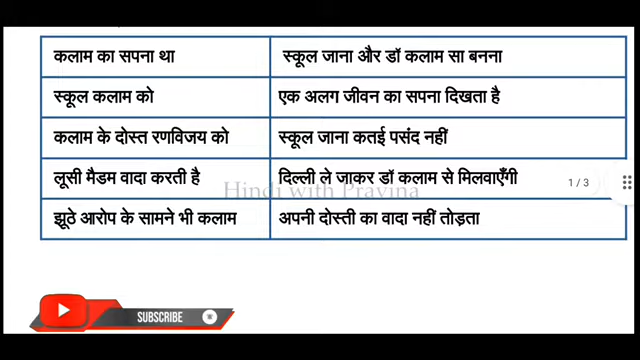 कलाम का सपना था स्कूल जाना और डॉ कलाम सा बनना
स्कूल कलाम को एक अलग जीवन का सपना दिखता है
कलाम के दोस्त रणविजय को स्कूल जाना कतई पसंद नहीं
लूसी मैडम वादा करती है दिल्ली ले जाकर डॉ कलाम से मिलवाएँगी
Hindi with Pravina
1/3
झूठे आरोप के सामने भी कलाम अपनी दोस्ती का वादा नहीं तोड़ता
SUBSCRIBE